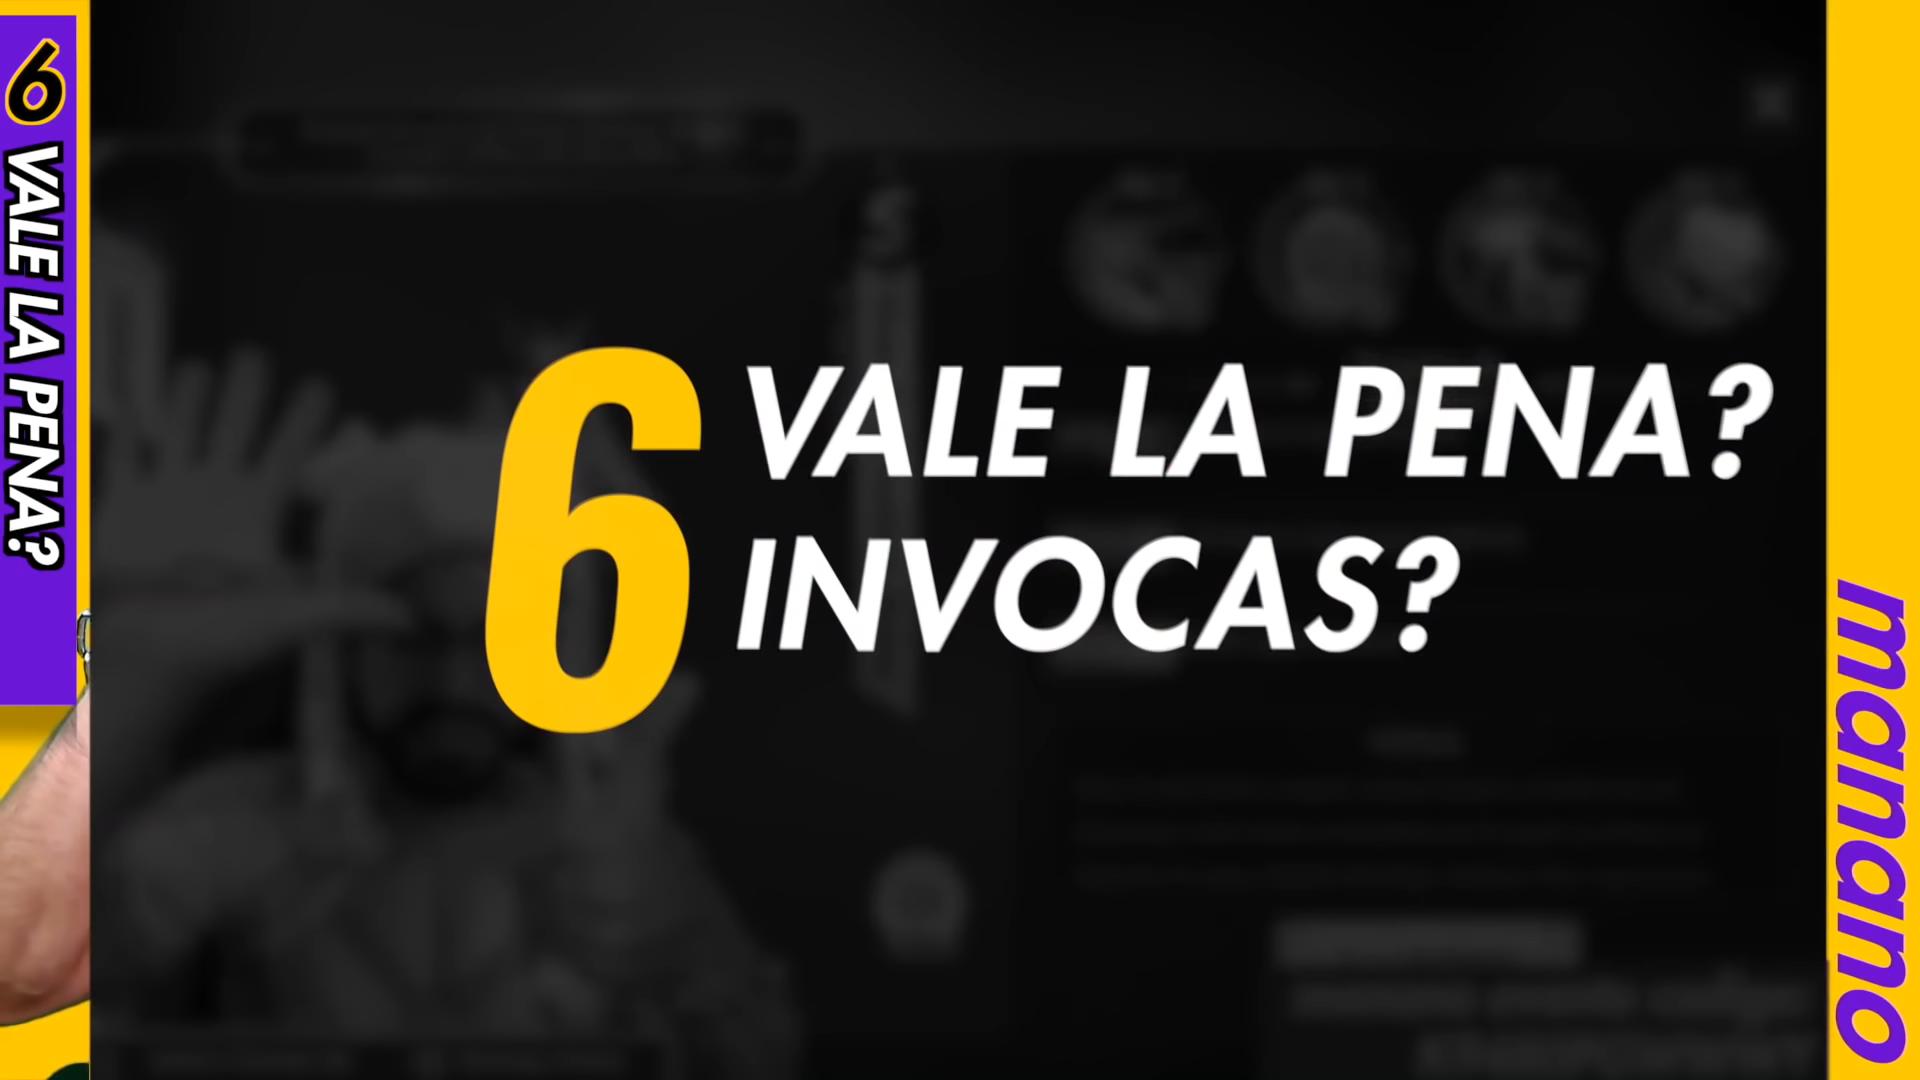 6 VALE LA PENA?
6
VALE LA PENA?
INVOCAS?
manano